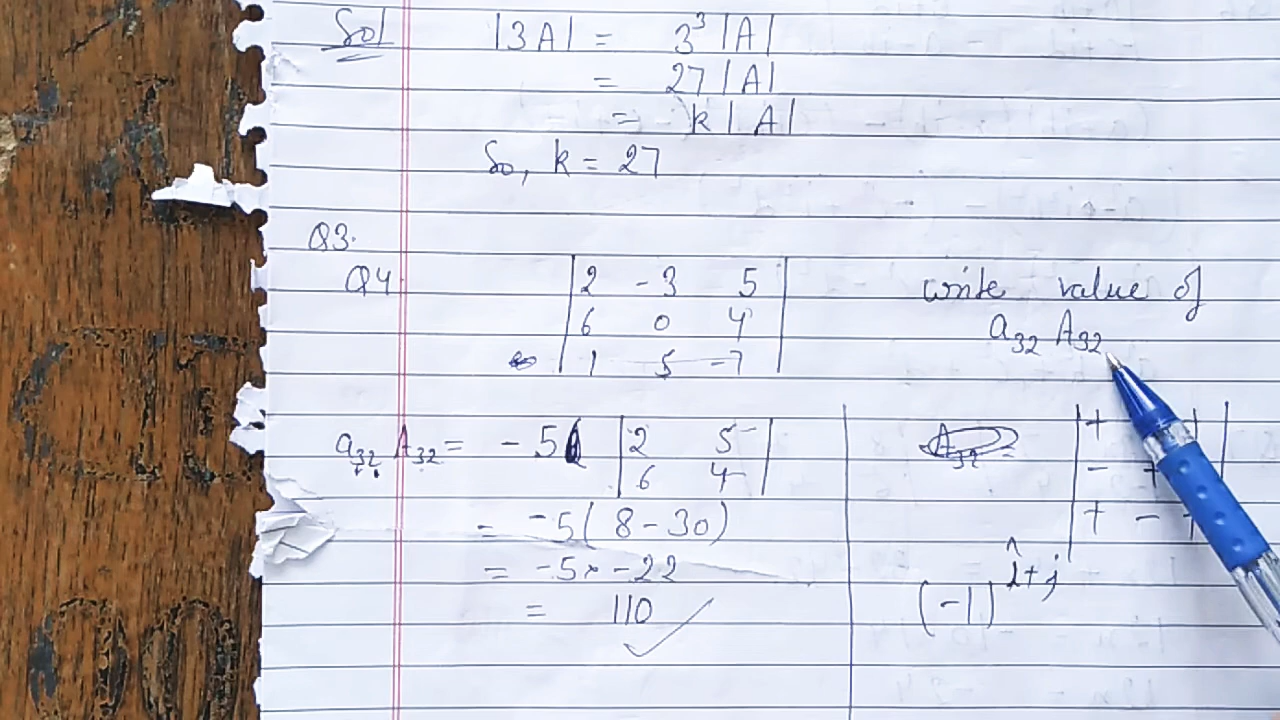 Sol |3A| = 3³ |A|
= 27 |A|
= k |A|
So, k = 27
Q3.
Q4 | 2 -3 5 | write value of
| 6 0 4 | a₃₂ A₃₂
| 1 5 -7 |
a₃₂ A₃₂ = -5 | 2 5 |
| 6 4 |
= -5(8-30)
= -5×-22
= 110 ✓
A₃₂ =
| + - + |
| - +
| + - +
(-1)^(i+j)